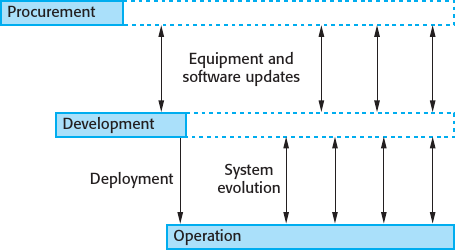 Procurement
Equipment and
software updates
Development
Deployment
System
evolution
Operation